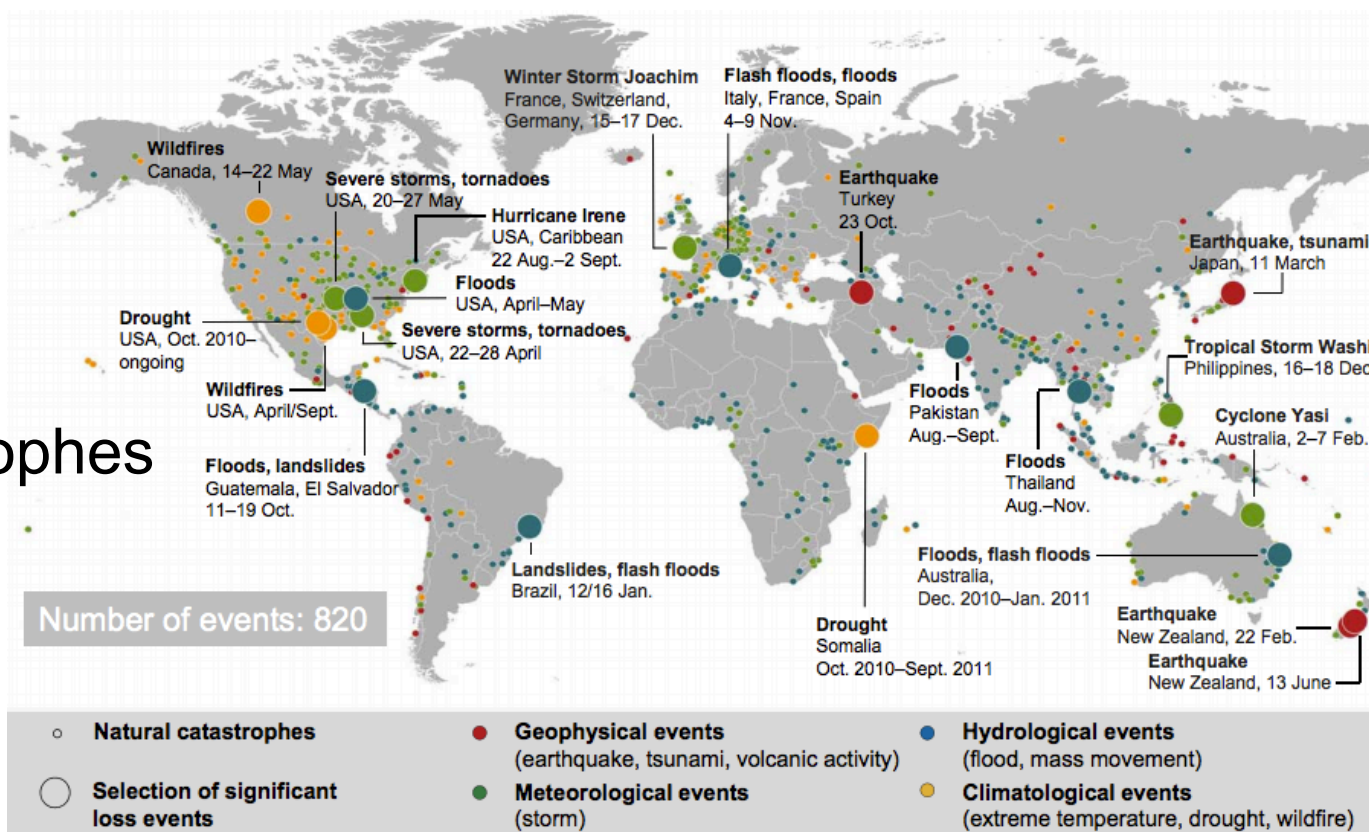 Winter Storm Joachim
France, Switzerland,
Germany, 15–17 Dec.
Flash floods, floods
Italy, France, Spain
4–9 Nov.
Wildfires
Canada, 14–22 May
Severe storms, tornadoes
USA, 20–27 May
Hurricane Irene
USA, Caribbean
22 Aug.–2 Sept.
Earthquake
Turkey
23 Oct.
Earthquake, tsunami
Japan, 11 March
Floods
USA, April–May
Drought
USA, Oct. 2010–
ongoing
Severe storms, tornadoes
USA, 22–28 April
Wildfires
USA, April/Sept.
Floods
Pakistan
Aug.–Sept.
Tropical Storm Washi
Philippines, 16–18 Dec
Cyclone Yasi
Australia, 2–7 Feb.
ophes
Floods, landslides
Guatemala, El Salvador
11–19 Oct.
Floods
Thailand
Aug.–Nov.
Landslides, flash floods
Brazil, 12/16 Jan.
Floods, flash floods
Australia,
Dec. 2010–Jan. 2011
Number of events: 820
Drought
Somalia
Oct. 2010–Sept. 2011
Earthquake
New Zealand, 22 Feb.
Earthquake
New Zealand, 13 June
Natural catastrophes
Selection of significant
loss events
Geophysical events
(earthquake, tsunami, volcanic activity)
Meteorological events
(storm)
Hydrological events
(flood, mass movement)
Climatological events
(extreme temperature, drought, wildfire)